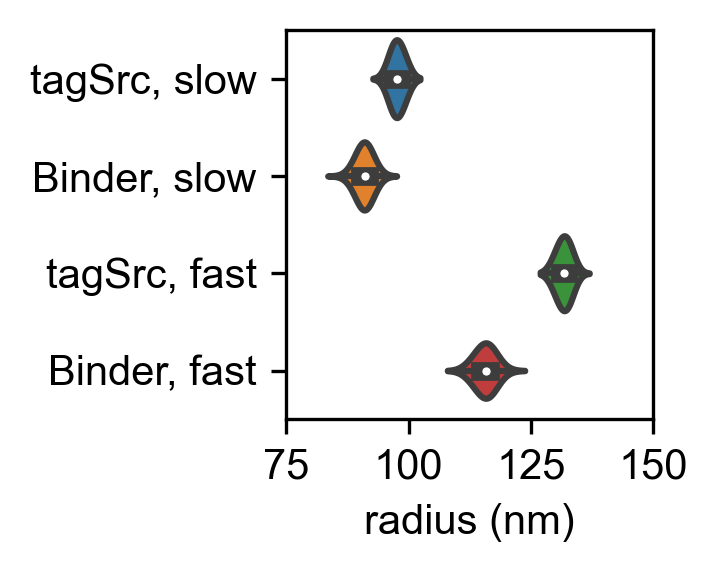 tagSrc, slow
Binder, slow
tagSrc, fast
Binder, fast
75 100 125 150
radius (nm)